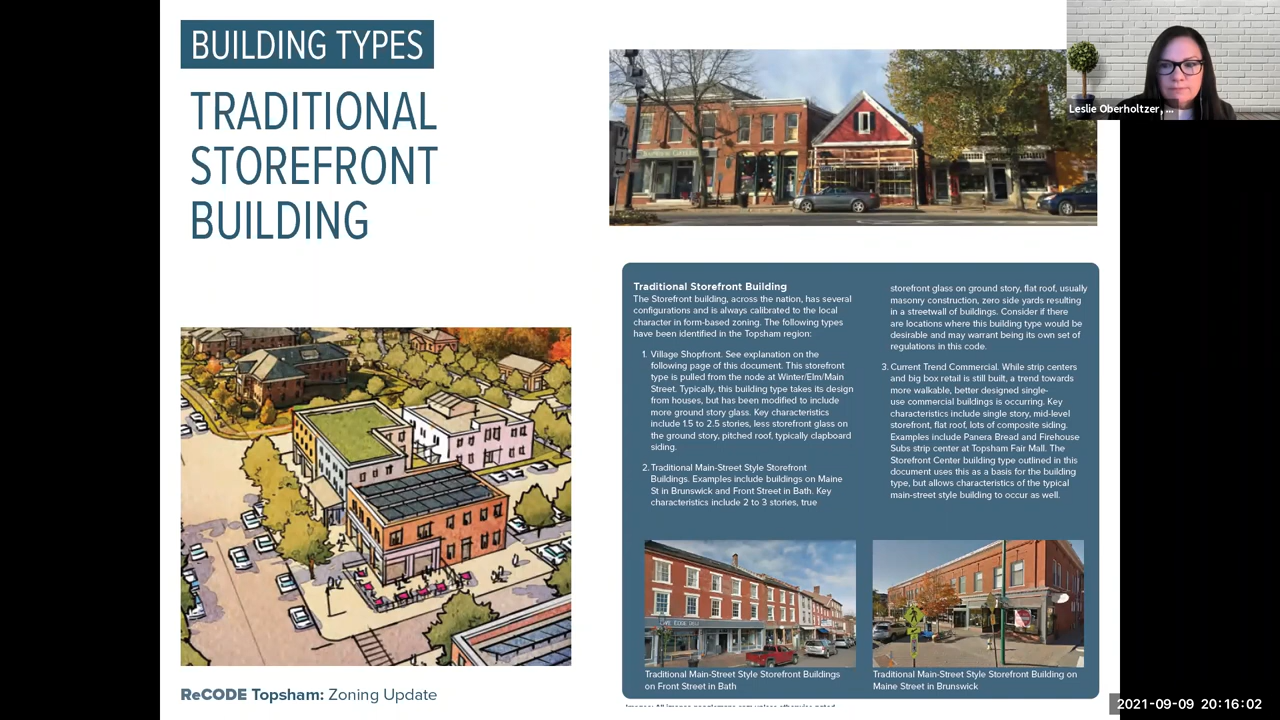 BUILDING TYPES
TRADITIONAL
STOREFRONT
BUILDING
Leslie Oberholtzer, ...
Traditional Storefront Building
The Storefront building, across the nation, has several
configurations and is always calibrated to the local
character in form-based zoning. The following types
have been identified in the Topsham region:
1. Village Shopfront. See explanation on the
following page of this document. This storefront
type is pulled from the node at Winter/Elm/Main
Street. Typically, this building type takes its design
from houses, but has been modified to include
more ground story glass. Key characteristics
include 1.5 to 2.5 stories, less storefront glass on
the ground story, pitched roof, typically clapboard
siding.
2. Traditional Main-Street Style Storefront
Buildings. Examples include buildings on Maine
St in Brunswick and Front Street in Bath. Key
characteristics include 2 to 3 stories, true
storefront glass on ground story, flat roof, usually
masonry construction, zero side yards resulting
in a streetwall of buildings. Consider if there
are locations where this building type would be
desirable and may warrant being its own set of
regulations in this code.
3. Current Trend Commercial. While strip centers
and big box retail is still built, a trend towards
more walkable, better designed single-
use commercial buildings is occurring. Key
characteristics include single story, mid-level
storefront, flat roof, lots of composite siding.
Examples include Panera Bread and Firehouse
Subs strip center at Topsham Fair Mall. The
Storefront Center building type outlined in this
document uses this as a basis for the building
type, but allows characteristics of the typical
main-street style building to occur as well.
Traditional Main-Street Style Storefront Buildings
on Front Street in Bath
Traditional Main-Street Style Storefront Building on
Maine Street in Brunswick
ReCODE Topsham: Zoning Update
2021-09-09 20:16:02